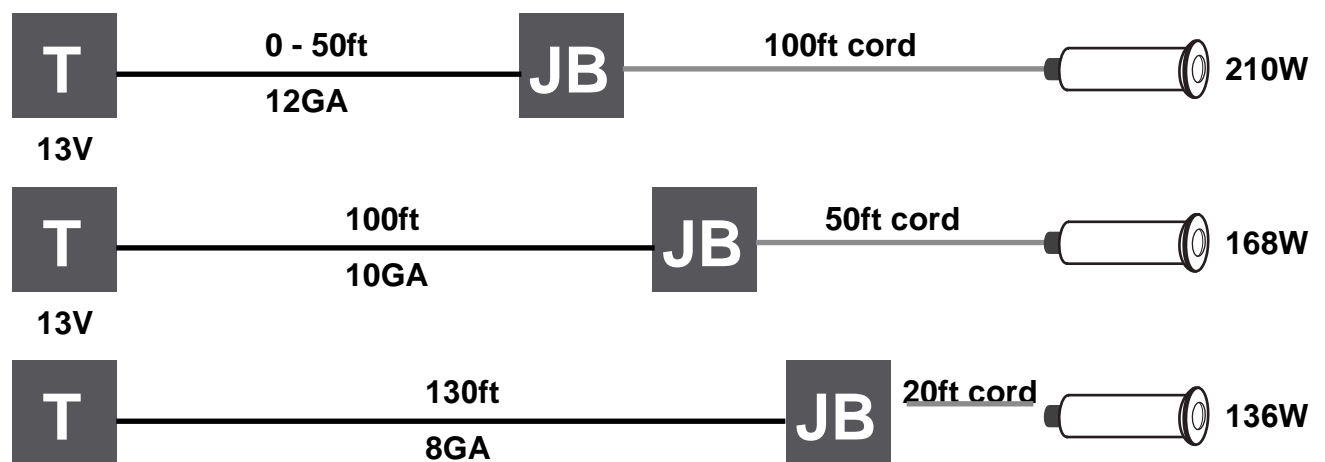 0 - 50ft
100ft cord
T
JB
210W
12GA
13V
100ft
50ft cord
T
JB
168W
10GA
13V
130ft
20ft cord
T
JB
136W
8GA